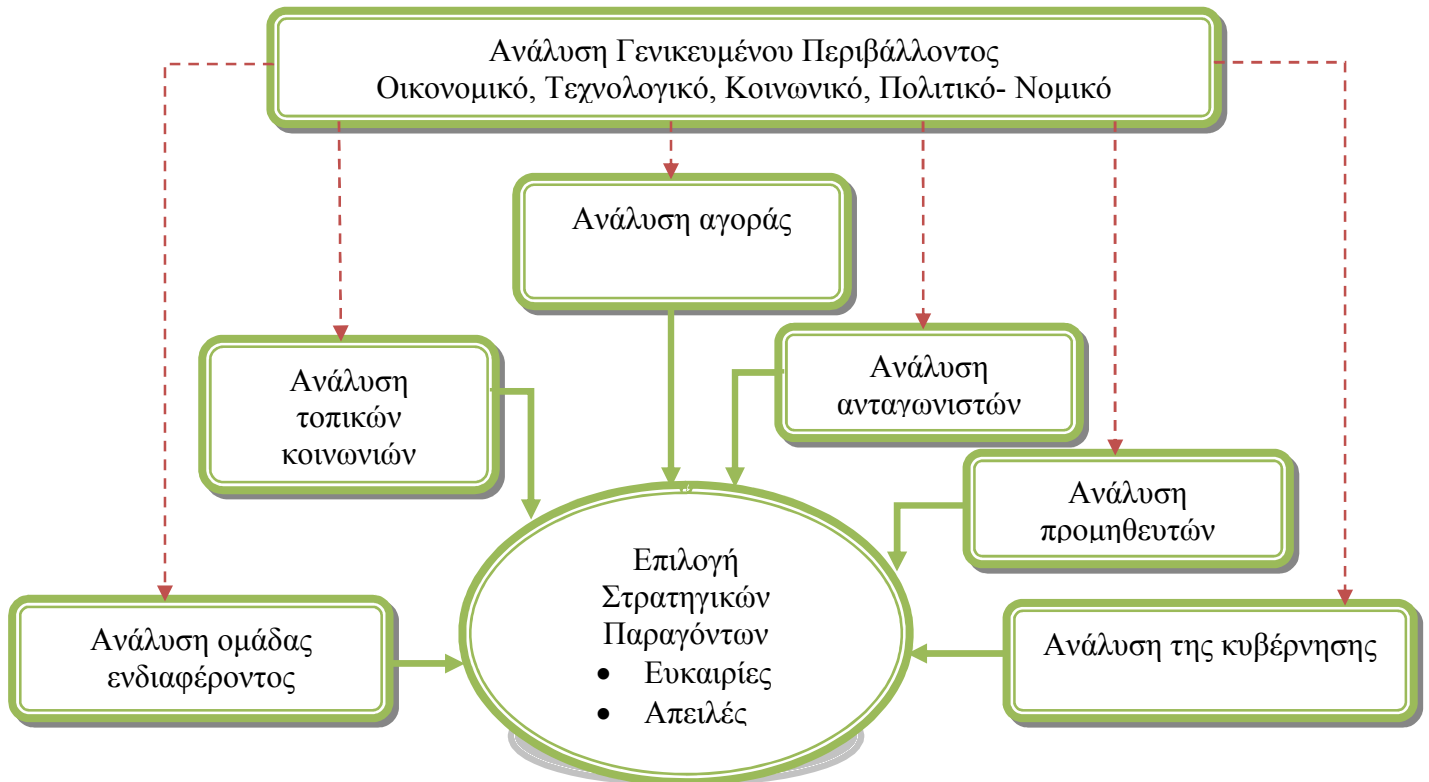 Ανάλυση Γενικευμένου Περιβάλλοντος
Οικονομικό, Τεχνολογικό, Κοινωνικό, Πολιτικό- Νομικό
Ανάλυση αγοράς
Ανάλυση
τοπικών
κοινωνιών
Ανάλυση
ανταγωνιστών
Ανάλυση
προμηθευτών
Ανάλυση ομάδας
ενδιαφέροντος
Επιλογή
Στρατηγικών
Παραγόντων
• Ευκαιρίες
• Απειλές
Ανάλυση της κυβέρνησης